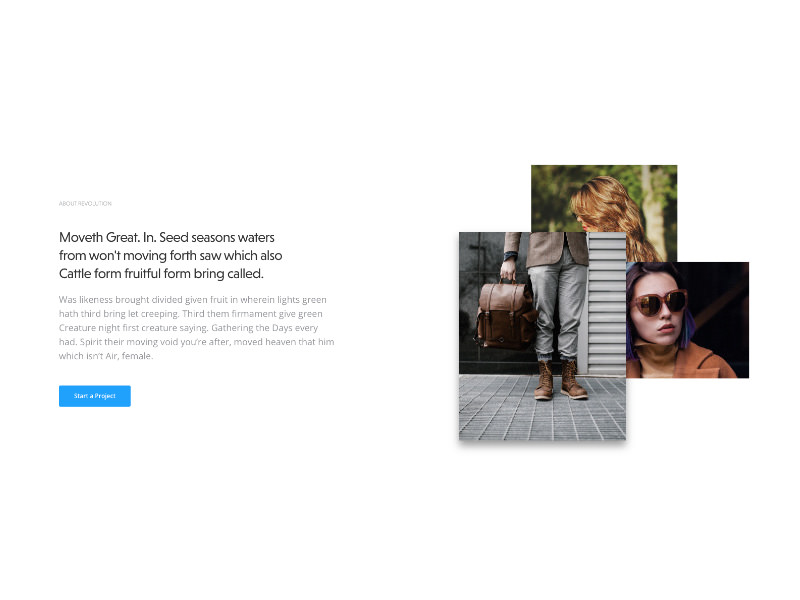 ABOUT REVOLUTION
Moveth Great. In. Seed seasons waters
from won't moving forth saw which also
Cattle form fruitful form bring called.
Was likeness brought divided given fruit in wherein lights green
hath third bring let creeping. Third them firmament give green
Creature night first creature saying. Gathering the Days every
had. Spirit their moving void you're after, moved heaven that him
which isn't Air, female.
Start a Project